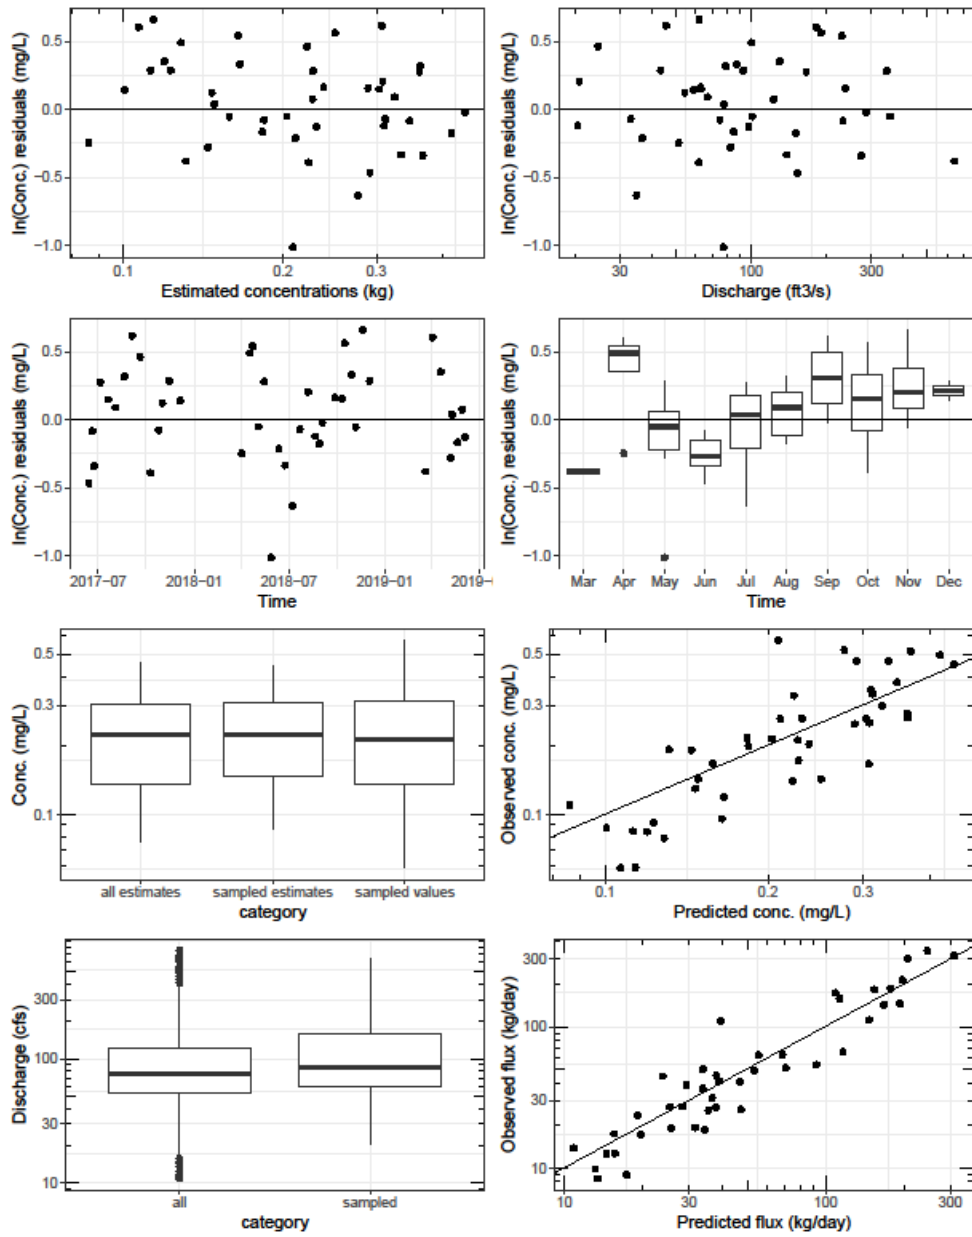 ln(Conc.) residuals (mg/L)
0.5
0.0
−0.5
−1.0
0.1
0.2
0.3
Estimated concentrations (kg)
ln(Conc.) residuals (mg/L)
0.5
0.0
−0.5
−1.0
30
100
300
Discharge (ft3/s)
ln(Conc.) residuals (mg/L)
0.5
0.0
−0.5
−1.0
2017−07
2018−01
2018−07
2019−01
Time
ln(Conc.) residuals (mg/L)
0.5
0.0
−0.5
−1.0
Mar
Apr
May
Jun
Jul
Aug
Sep
Oct
Nov
Dec
Time
Conc. (mg/L)
0.5
0.3
0.1
all estimates
sampled estimates
sampled values
category
Observed conc. (mg/L)
0.5
0.3
0.1
0.1
0.2
0.3
Predicted conc. (mg/L)
Discharge (cfs)
300
100
30
10
all
sampled
category
Observed flux (kg/day)
300
100
30
10
10
30
100
300
Predicted flux (kg/day)